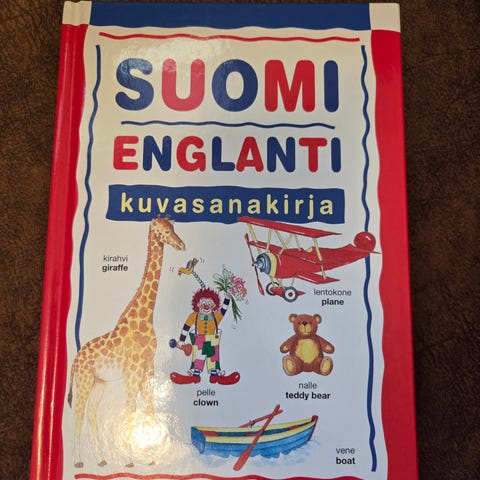 SUOMI
ENGLANTI
kuvasanakirja
kirahvi
giraffe
lentokone
plane
pelle
clown
nalle
teddy bear
vene
boat